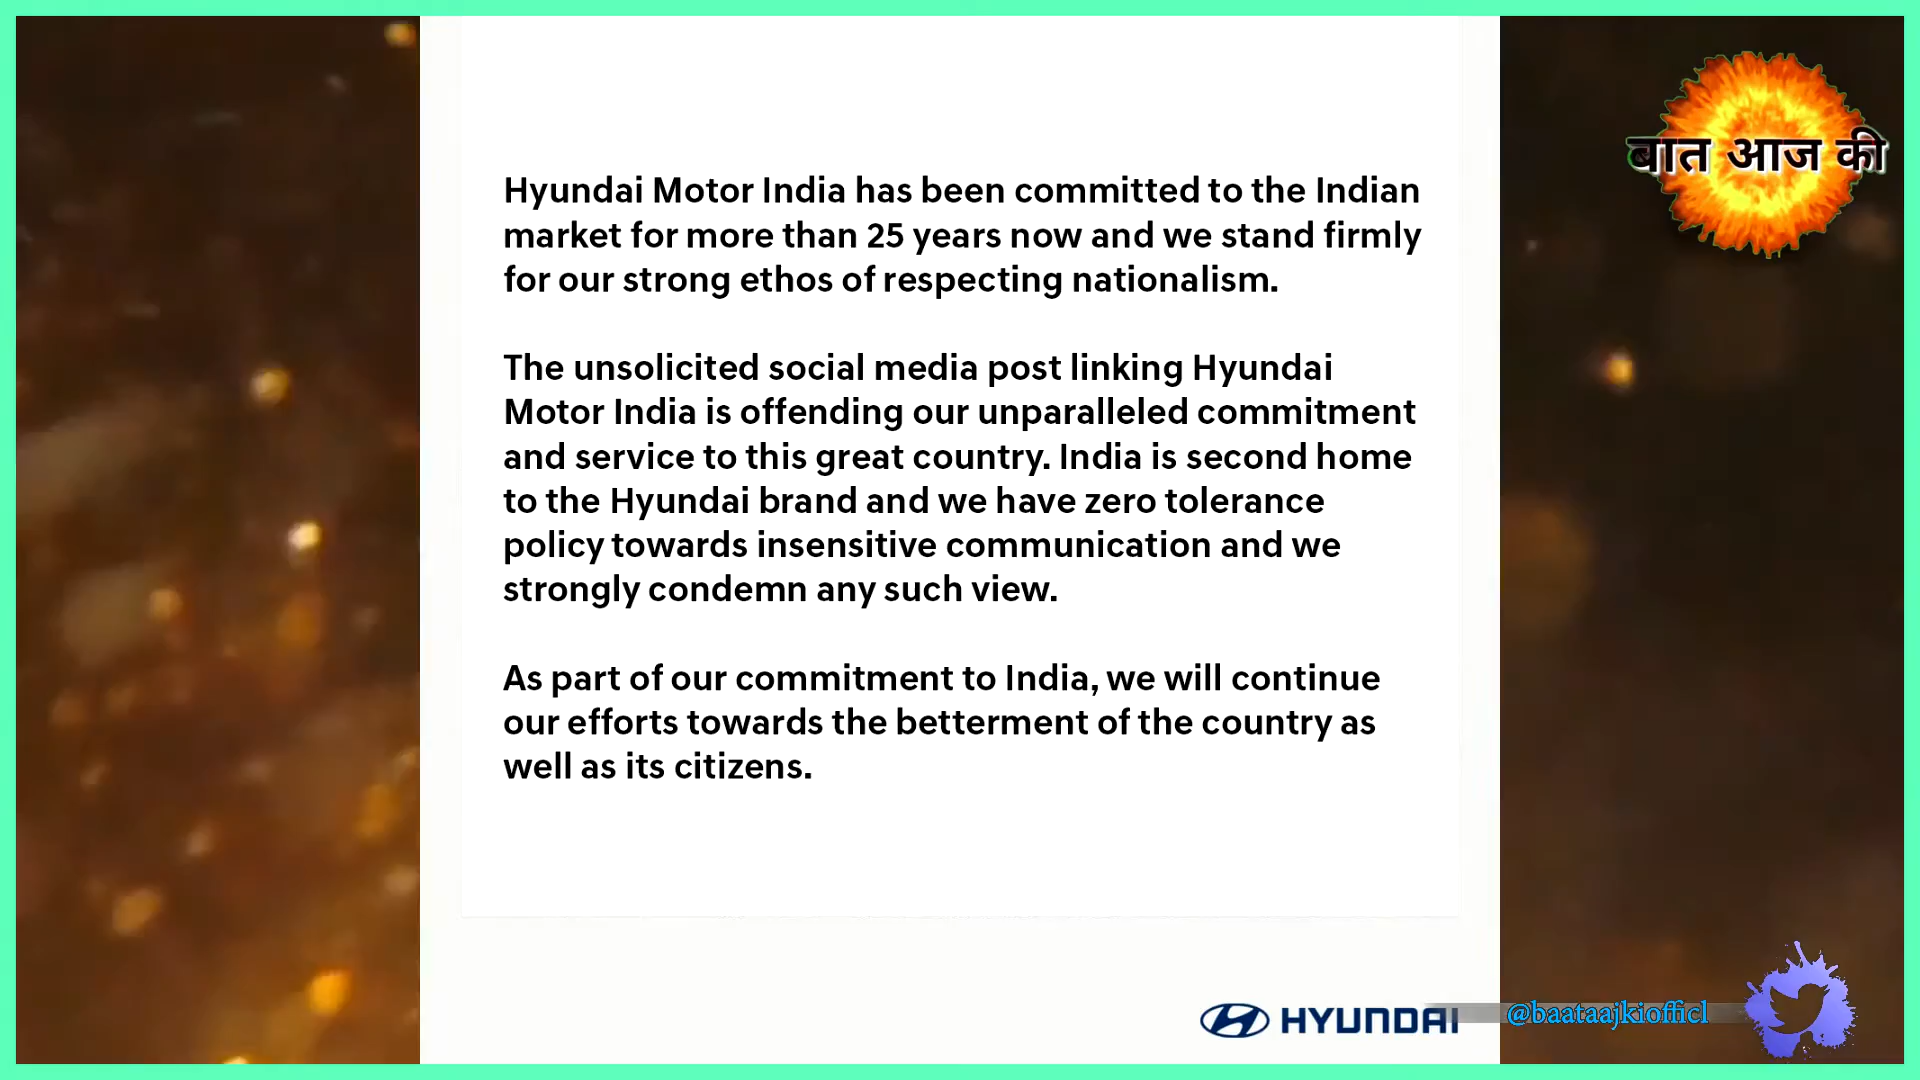 बात आज की
Hyundai Motor India has been committed to the Indian
market for more than 25 years now and we stand firmly
for our strong ethos of respecting nationalism.
The unsolicited social media post linking Hyundai
Motor India is offending our unparalleled commitment
and service to this great country. India is second home
to the Hyundai brand and we have zero tolerance
policy towards insensitive communication and we
strongly condemn any such view.
As part of our commitment to India, we will continue
our efforts towards the betterment of the country as
well as its citizens.
HYUNDAI
@baataajkiofficl